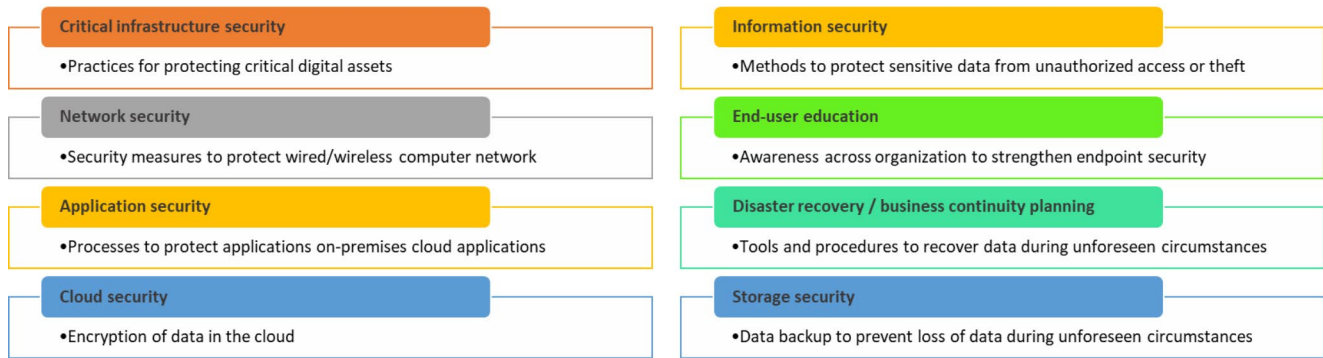 Critical infrastructure security
•Practices for protecting critical digital assets
Network security
•Security measures to protect wired/wireless computer network
Application security
•Processes to protect applications on-premises cloud applications
Cloud security
•Encryption of data in the cloud
Information security
•Methods to protect sensitive data from unauthorized access or theft
End-user education
•Awareness across organization to strengthen endpoint security
Disaster recovery / business continuity planning
•Tools and procedures to recover data during unforeseen circumstances
Storage security
•Data backup to prevent loss of data during unforeseen circumstances